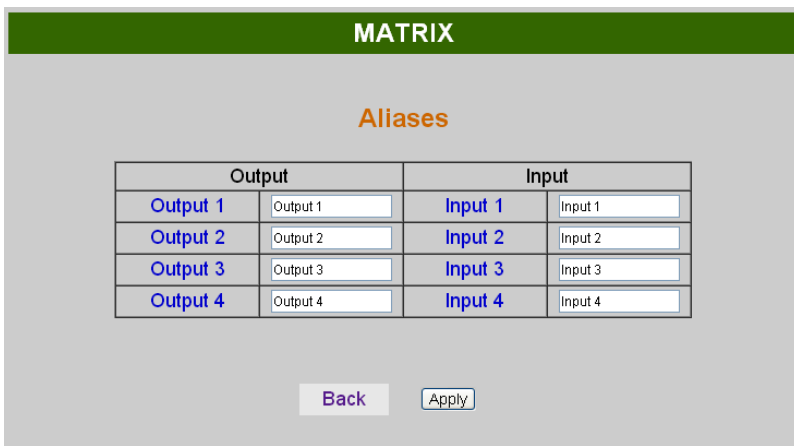 MATRIX
Aliases
Output Input
Output 1 Output 1 Input 1 Input 1
Output 2 Output 2 Input 2 Input 2
Output 3 Output 3 Input 3 Input 3
Output 4 Output 4 Input 4 Input 4
Back Apply